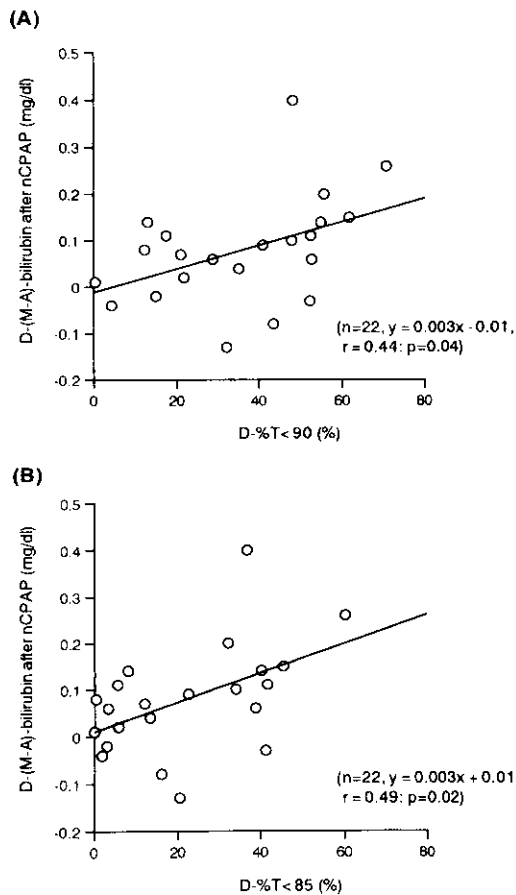 (A)
D-(M-A)-bilirubin after nCPAP (mg/dl)
0.5
0.4
0.3
0.2
0.1
0
-0.1
-0.2
(n=22, y = 0.003x - 0.01,
r = 0.44: p=0.04)
0 20 40 60 80
D-%T<90 (%)
(B)
D-(M-A)-bilirubin after nCPAP (mg/dl)
0.5
0.4
0.3
0.2
0.1
0
-0.1
-0.2
(n=22, y = 0.003x + 0.01
r = 0.49: p=0.02)
0 20 40 60 80
D-%T<85 (%)